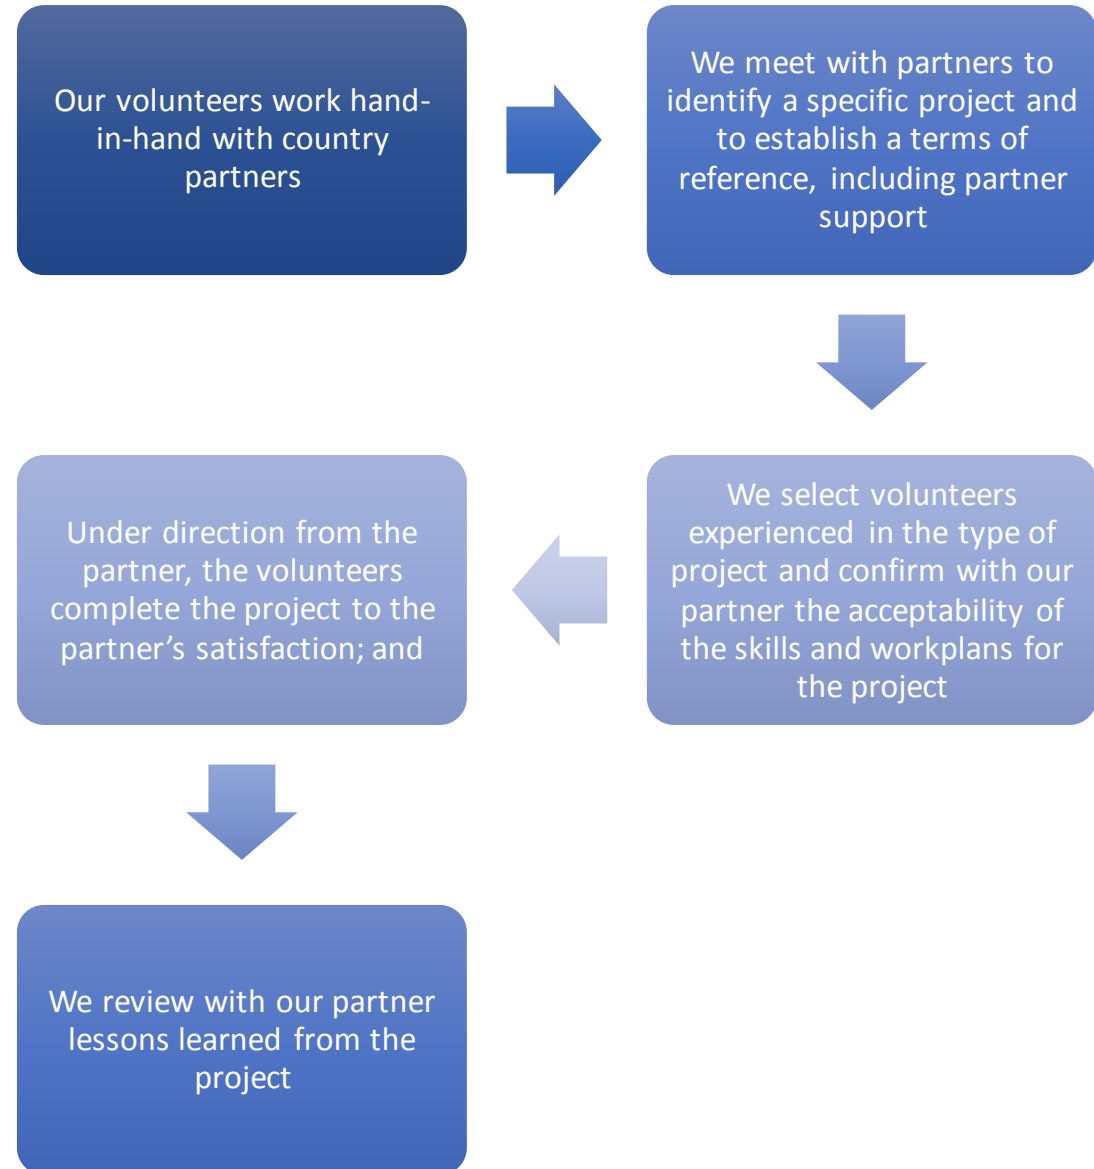 Our volunteers work hand-
in-hand with country
partners
We meet with partners to
identify a specific project and
to establish a terms of
reference, including partner
support
We select volunteers
experienced in the type of
project and confirm with our
partner the acceptability of
the skills and workplans for
the project
Under direction from the
partner, the volunteers
complete the project to the
partner’s satisfaction; and
We review with our partner
lessons learned from the
project